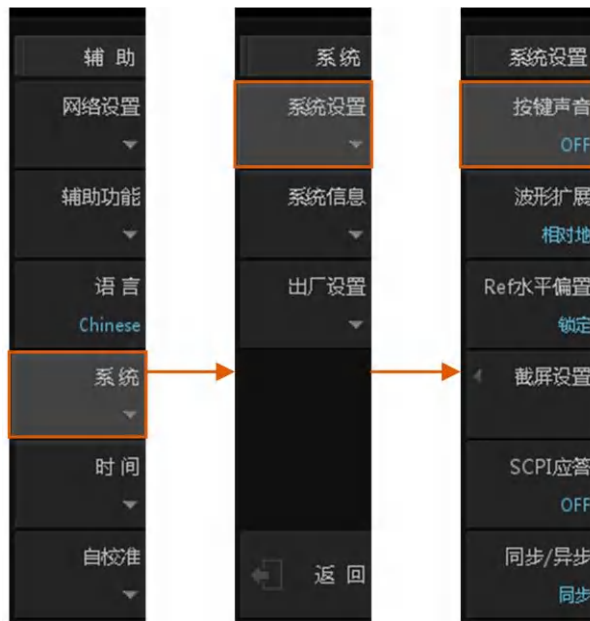 辅 助
网络设置
辅助功能
语 言
Chinese
系 统
时 间
自校准
系 统
系统设置
系统信息
出厂设置
返 回
系统设置
按键声音
OFF
波形扩展
相对地
Ref水平偏置
锁定
截屏设置
SCPI应答
OFF
同步/异步
同步